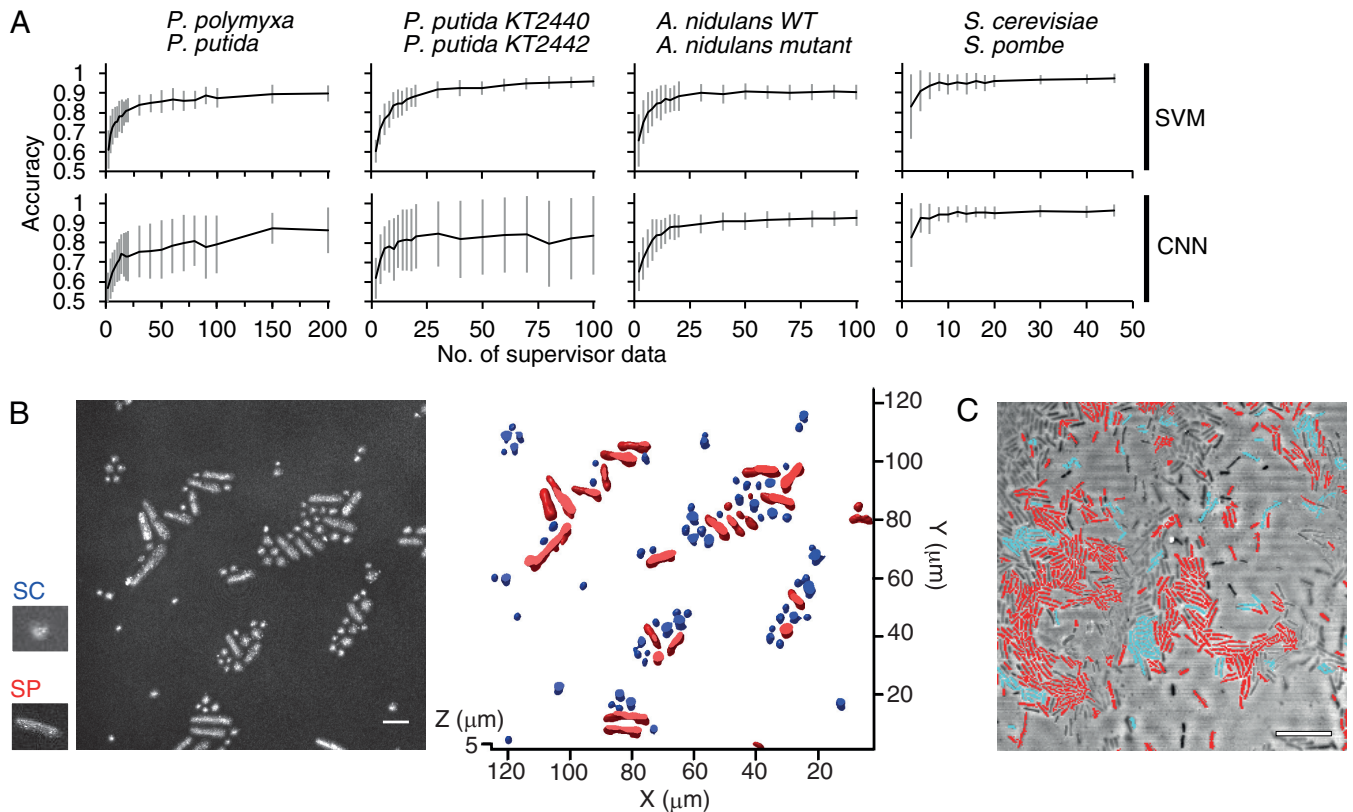 A
P. polymyxa
P. putida
P. putida KT2440
P. putida KT2442
A. nidulans WT
A. nidulans mutant
S. cerevisiae
S. pombe
Accuracy
1
0.9
0.8
0.7
0.6
0.5
SVM
1
0.9
0.8
0.7
0.6
0.5
CNN
0 50 100 150 200
0 25 50 75 100
0 25 50 75 100
0 10 20 30 40 50
No. of supervisor data
B
SC
SP
120
100
80
60
40
20
Y (μm)
Z (μm)
5
120 100 80 60 40 20
X (μm)
C